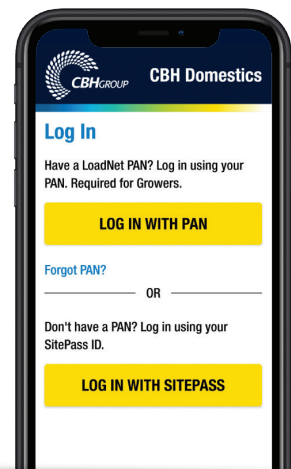 CBHGROUP
CBH Domestics
Log In
Have a LoadNet PAN? Log in using your
PAN. Required for Growers.
LOG IN WITH PAN
Forgot PAN?
OR
Don't have a PAN? Log in using your
SitePass ID.
LOG IN WITH SITEPASS